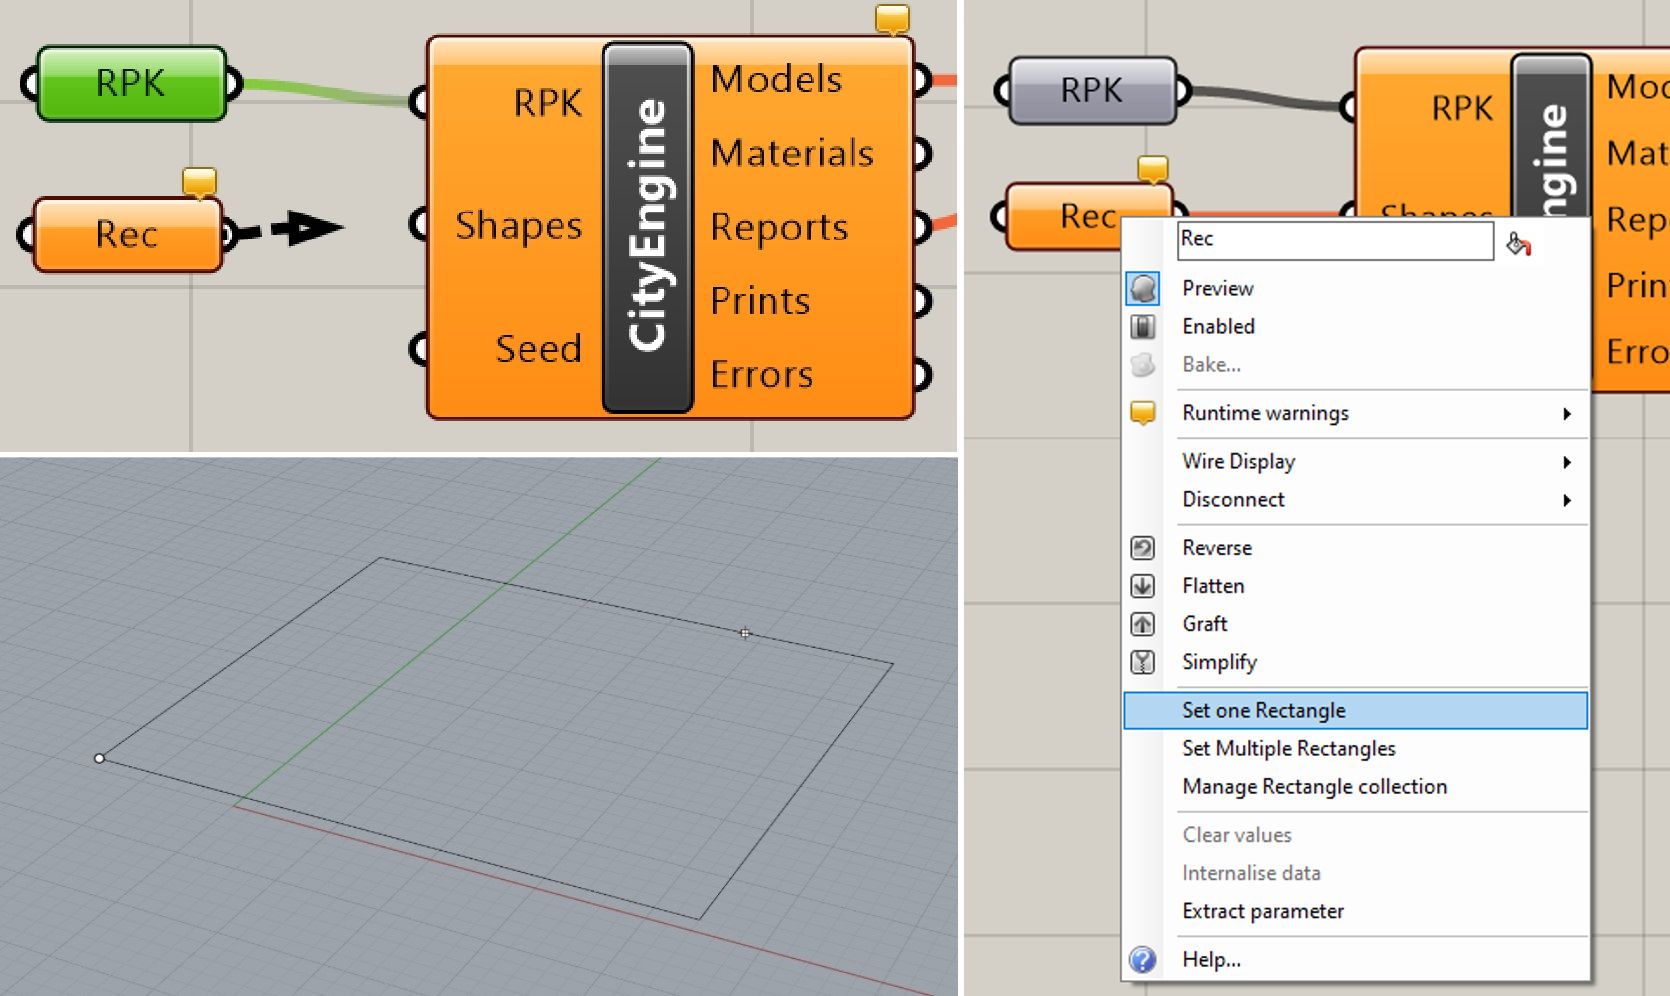 RPK
Rec
RPK
Shapes
Seed
CityEngine
Models
Materials
Reports
Prints
Errors
RPK
Rec
RPK
Shapes
ngine
Mod
Mat
Rep
Prin
Erro
Rec
Preview
Enabled
Bake...
Runtime warnings
Wire Display
Disconnect
Reverse
Flatten
Graft
Simplify
Set one Rectangle
Set Multiple Rectangles
Manage Rectangle collection
Clear values
Internalise data
Extract parameter
Help...